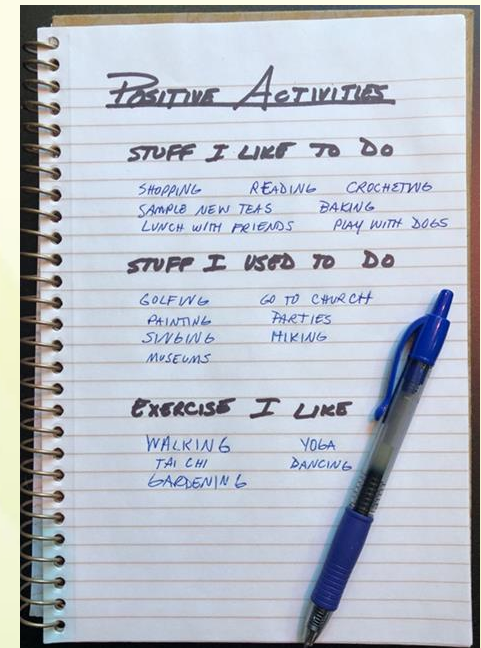 POSITIVE ACTIVITIES
STUFF I LIKE TO DO
SHOPPING READING CROCHETING
SAMPLE NEW TEAS BAKING
LUNCH WITH FRIENDS PLAY WITH DOGS
STUFF I USED TO DO
GOLFING GO TO CHURCH
PAINTING PARTIES
SINGING HIKING
MUSEUMS
EXERCISE I LIKE
WALKING YOGA
TAI CHI DANCING
GARDENING